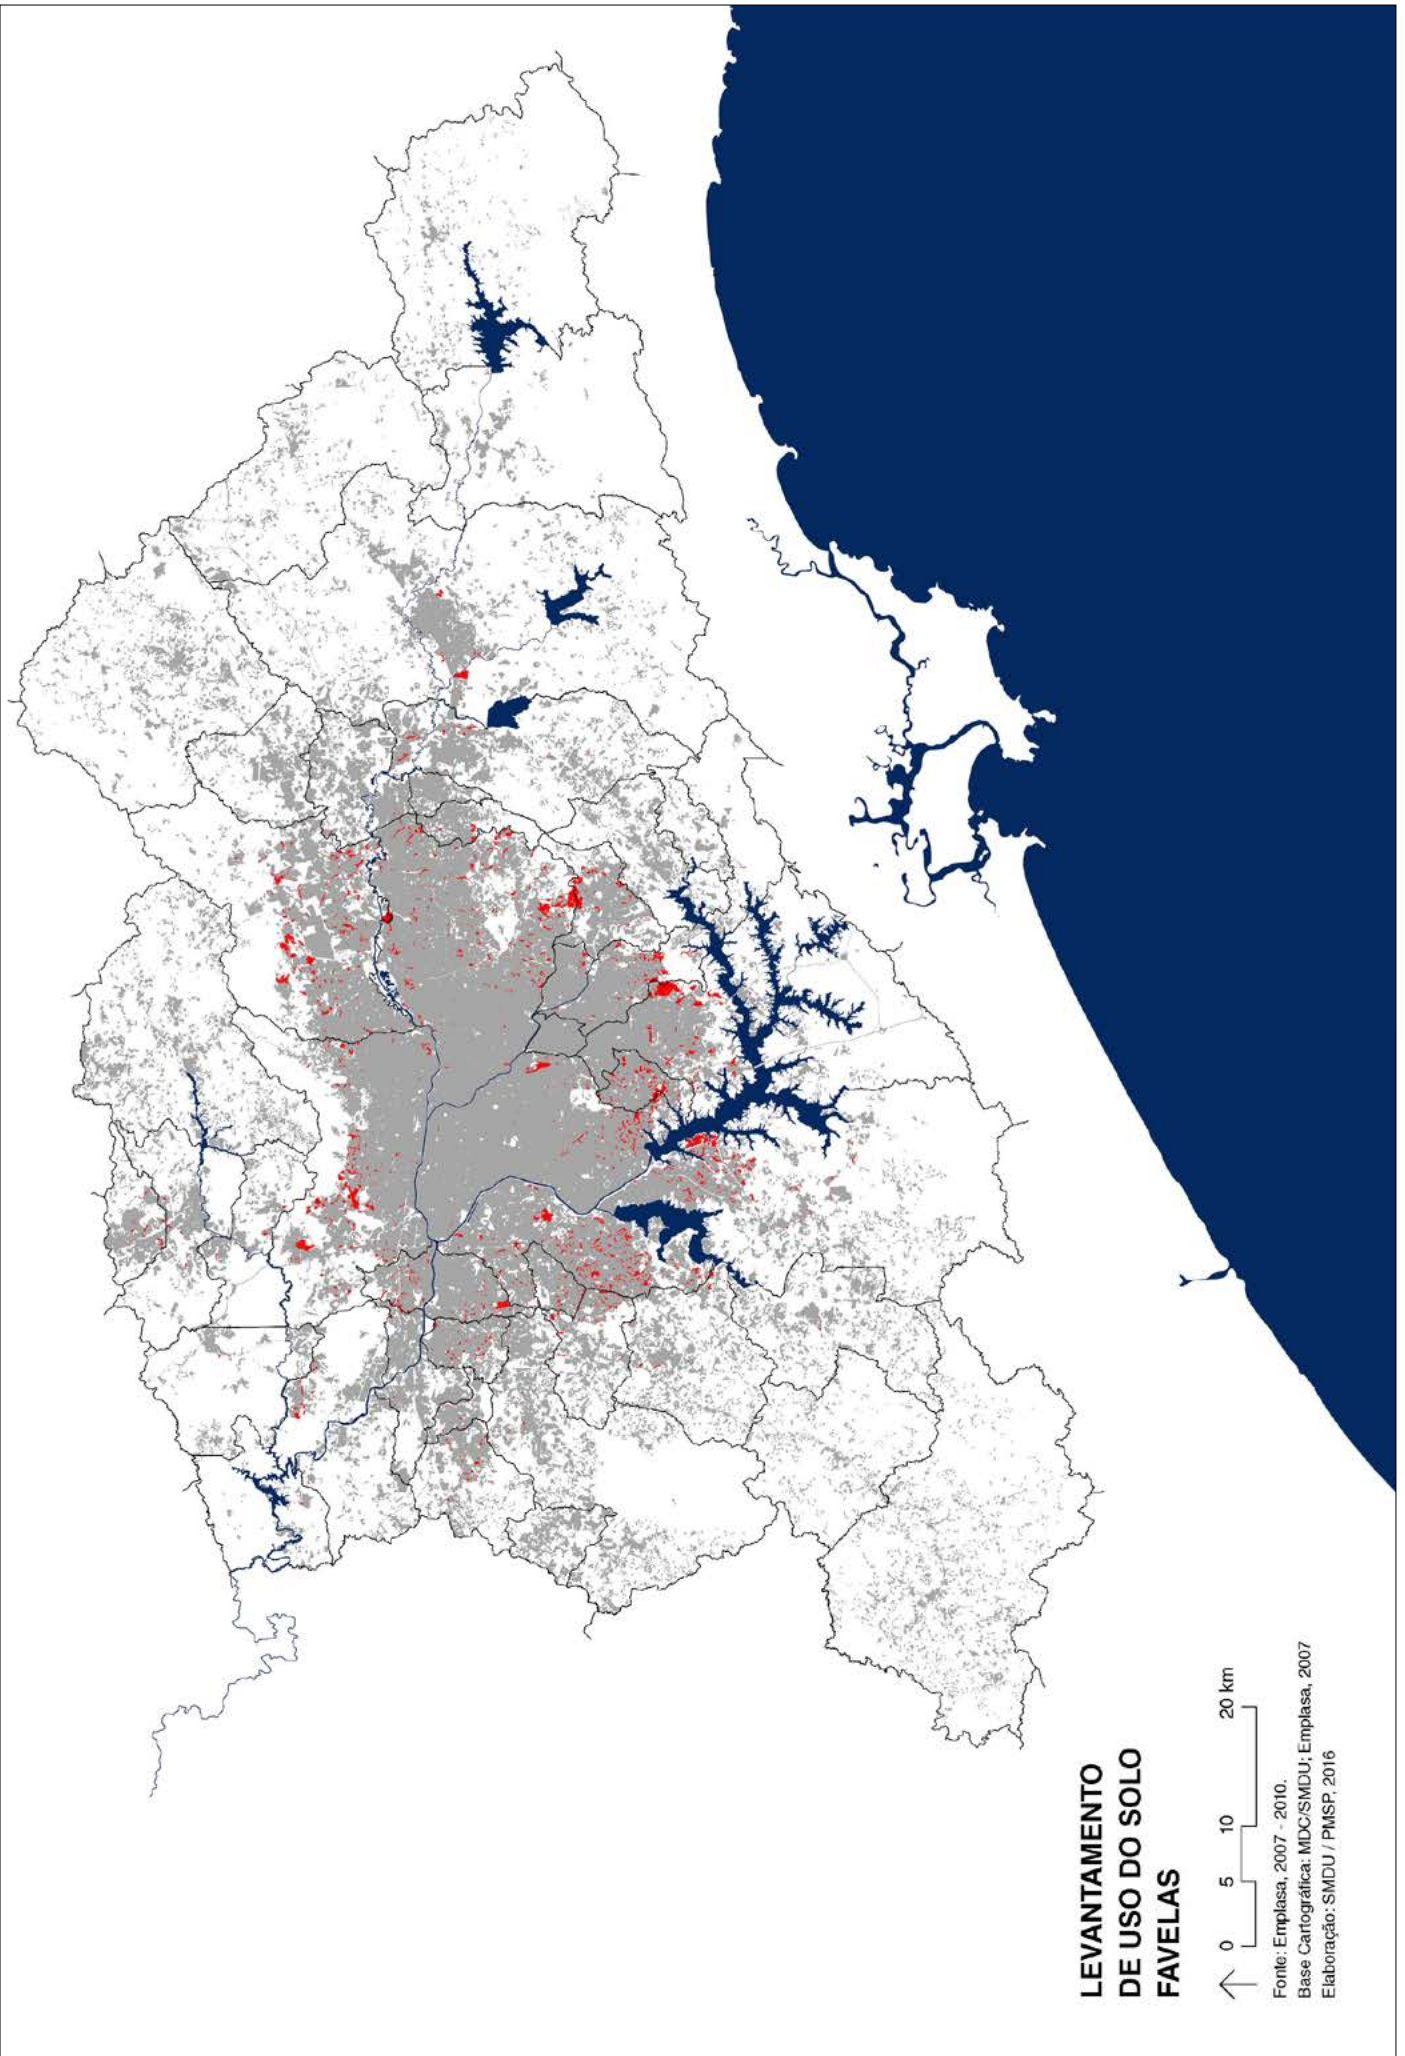 LEVANTAMENTO
DE USO DO SOLO
FAVELAS
0 5 10 20 km
Fonte: Emplasa, 2007 - 2010.
Base Cartográfica: MDC/SMDU; Emplasa, 2007
Elaboração: SMDU / PMSP, 2016